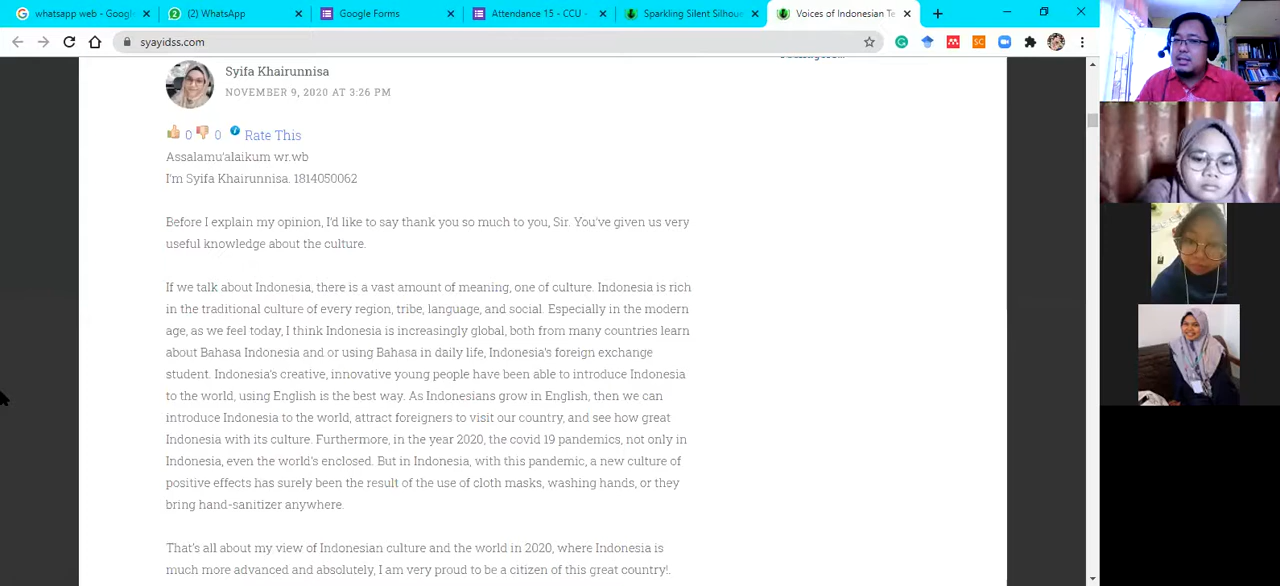 whatsapp web - Googl
(2) WhatsApp
Google Forms
Attendance 15 - CCU -
Sparkling Silent Silhoue
Voices of Indonesian Te
syayidss.com
Syifa Khairunnisa
NOVEMBER 9, 2020 AT 3:26 PM
0 0 Rate This
Assalamu'alaikum wr.wb
I'm Syifa Khairunnisa. 1814050062
Before I explain my opinion, I'd like to say thank you so much to you, Sir. You've given us very
useful knowledge about the culture.
If we talk about Indonesia, there is a vast amount of meaning, one of culture. Indonesia is rich
in the traditional culture of every region, tribe, language, and social. Especially in the modern
age, as we feel today, I think Indonesia is increasingly global, both from many countries learn
about Bahasa Indonesia and or using Bahasa in daily life, Indonesia's foreign exchange
student. Indonesia's creative, innovative young people have been able to introduce Indonesia
to the world, using English is the best way. As Indonesians grow in English, then we can
introduce Indonesia to the world, attract foreigners to visit our country, and see how great
Indonesia with its culture. Furthermore, in the year 2020, the covid 19 pandemics, not only in
Indonesia, even the world's enclosed. But in Indonesia, with this pandemic, a new culture of
positive effects has surely been the result of the use of cloth masks, washing hands, or they
bring hand-sanitizer anywhere.
That's all about my view of Indonesian culture and the world in 2020, where Indonesia is
much more advanced and absolutely, I am very proud to be a citizen of this great country!.